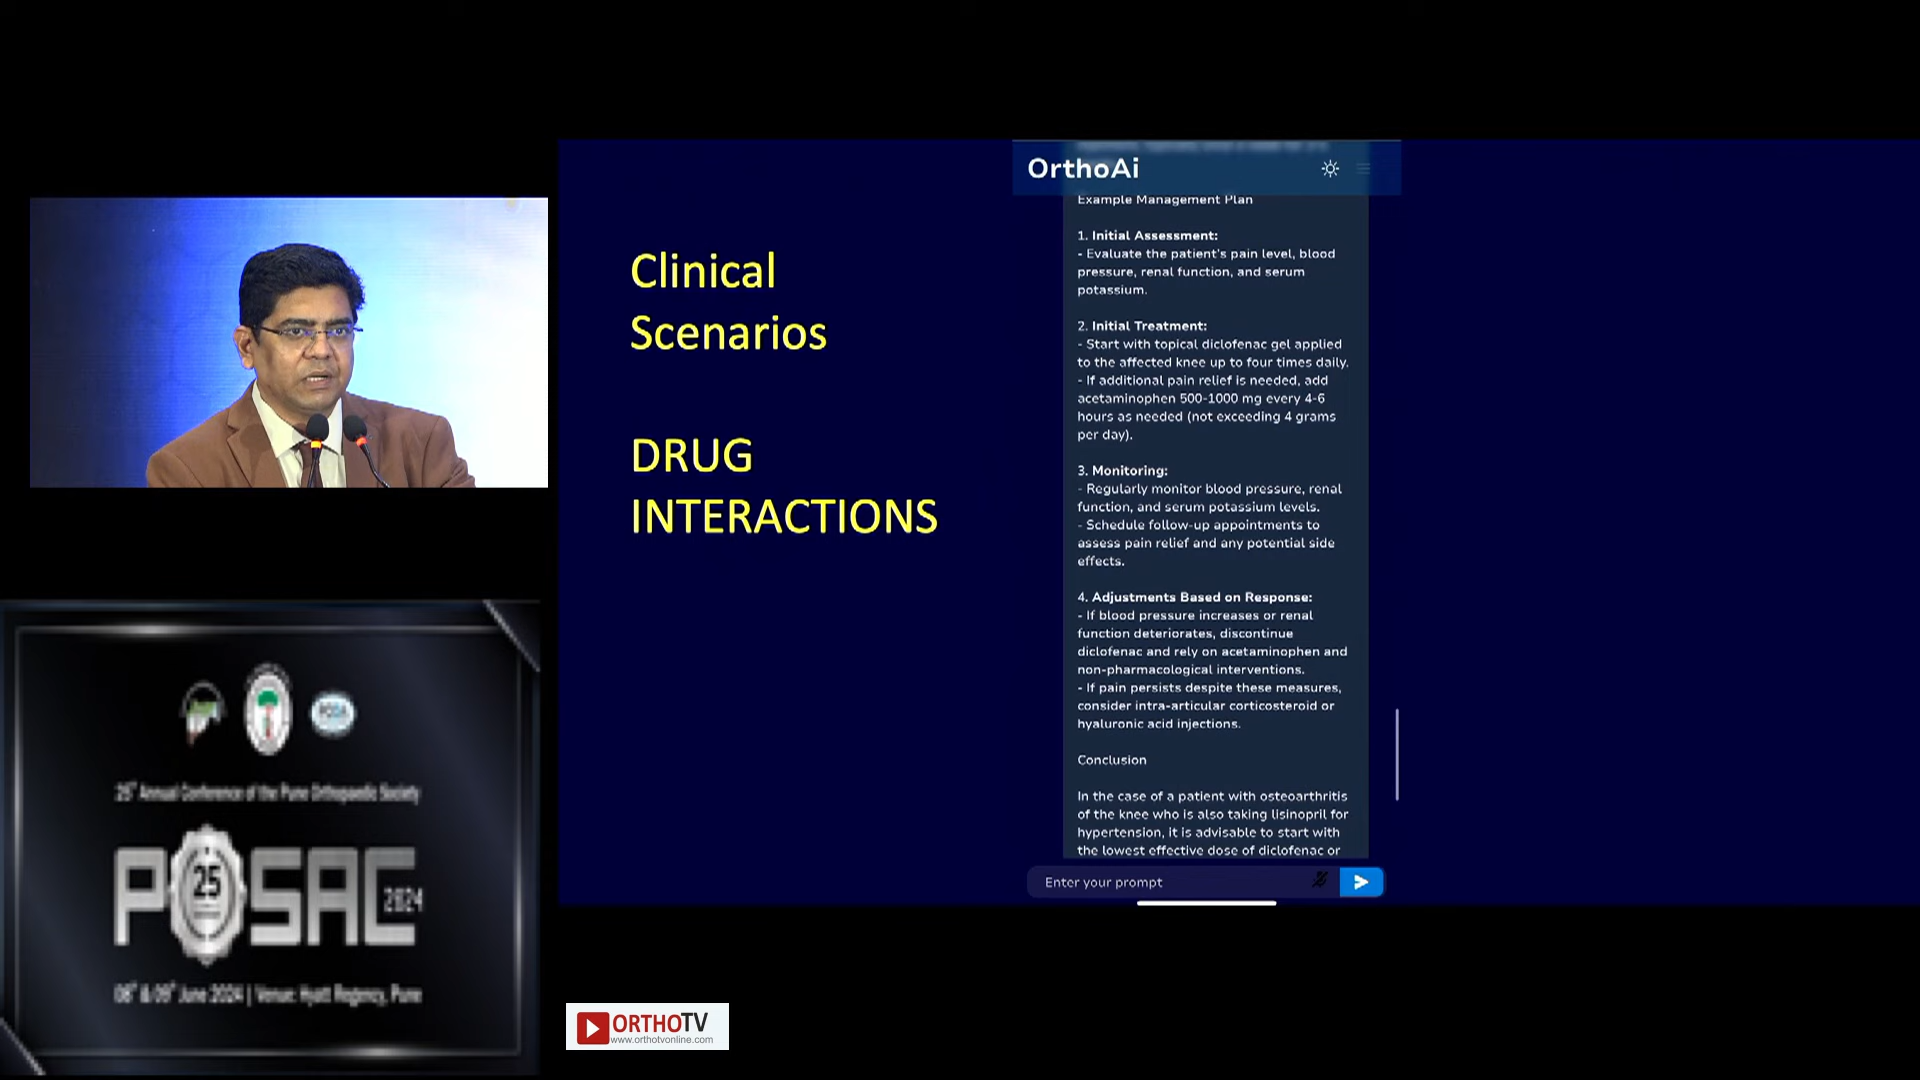 Clinical
Scenarios
DRUG
INTERACTIONS
OrthoAi
Example Management Plan
1. Initial Assessment:
- Evaluate the patient's pain level, blood
pressure, renal function, and serum
potassium.
2. Initial Treatment:
- Start with topical diclofenac gel applied
to the affected knee up to four times daily.
- If additional pain relief is needed, add
acetaminophen 500-1000 mg every 4-6
hours as needed (not exceeding 4 grams
per day).
3. Monitoring:
- Regularly monitor blood pressure, renal
function, and serum potassium levels.
- Schedule follow-up appointments to
assess pain relief and any potential side
effects.
4. Adjustments Based on Response:
- If blood pressure increases or renal
function deteriorates, discontinue
diclofenac and rely on acetaminophen and
non-pharmacological interventions.
- If pain persists despite these measures,
consider intra-articular corticosteroid or
hyaluronic acid injections.
Conclusion
In the case of a patient with osteoarthritis
of the knee who is also taking lisinopril for
hypertension, it is advisable to start with
the lowest effective dose of diclofenac or
Enter your prompt
25th Annual Conference of the Pune Orthopaedic Society
POSAC
25
2024
08th & 09th June 2024 | Venue: Hyatt Regency, Pune
ORTHOTV
www.orthotvonline.com